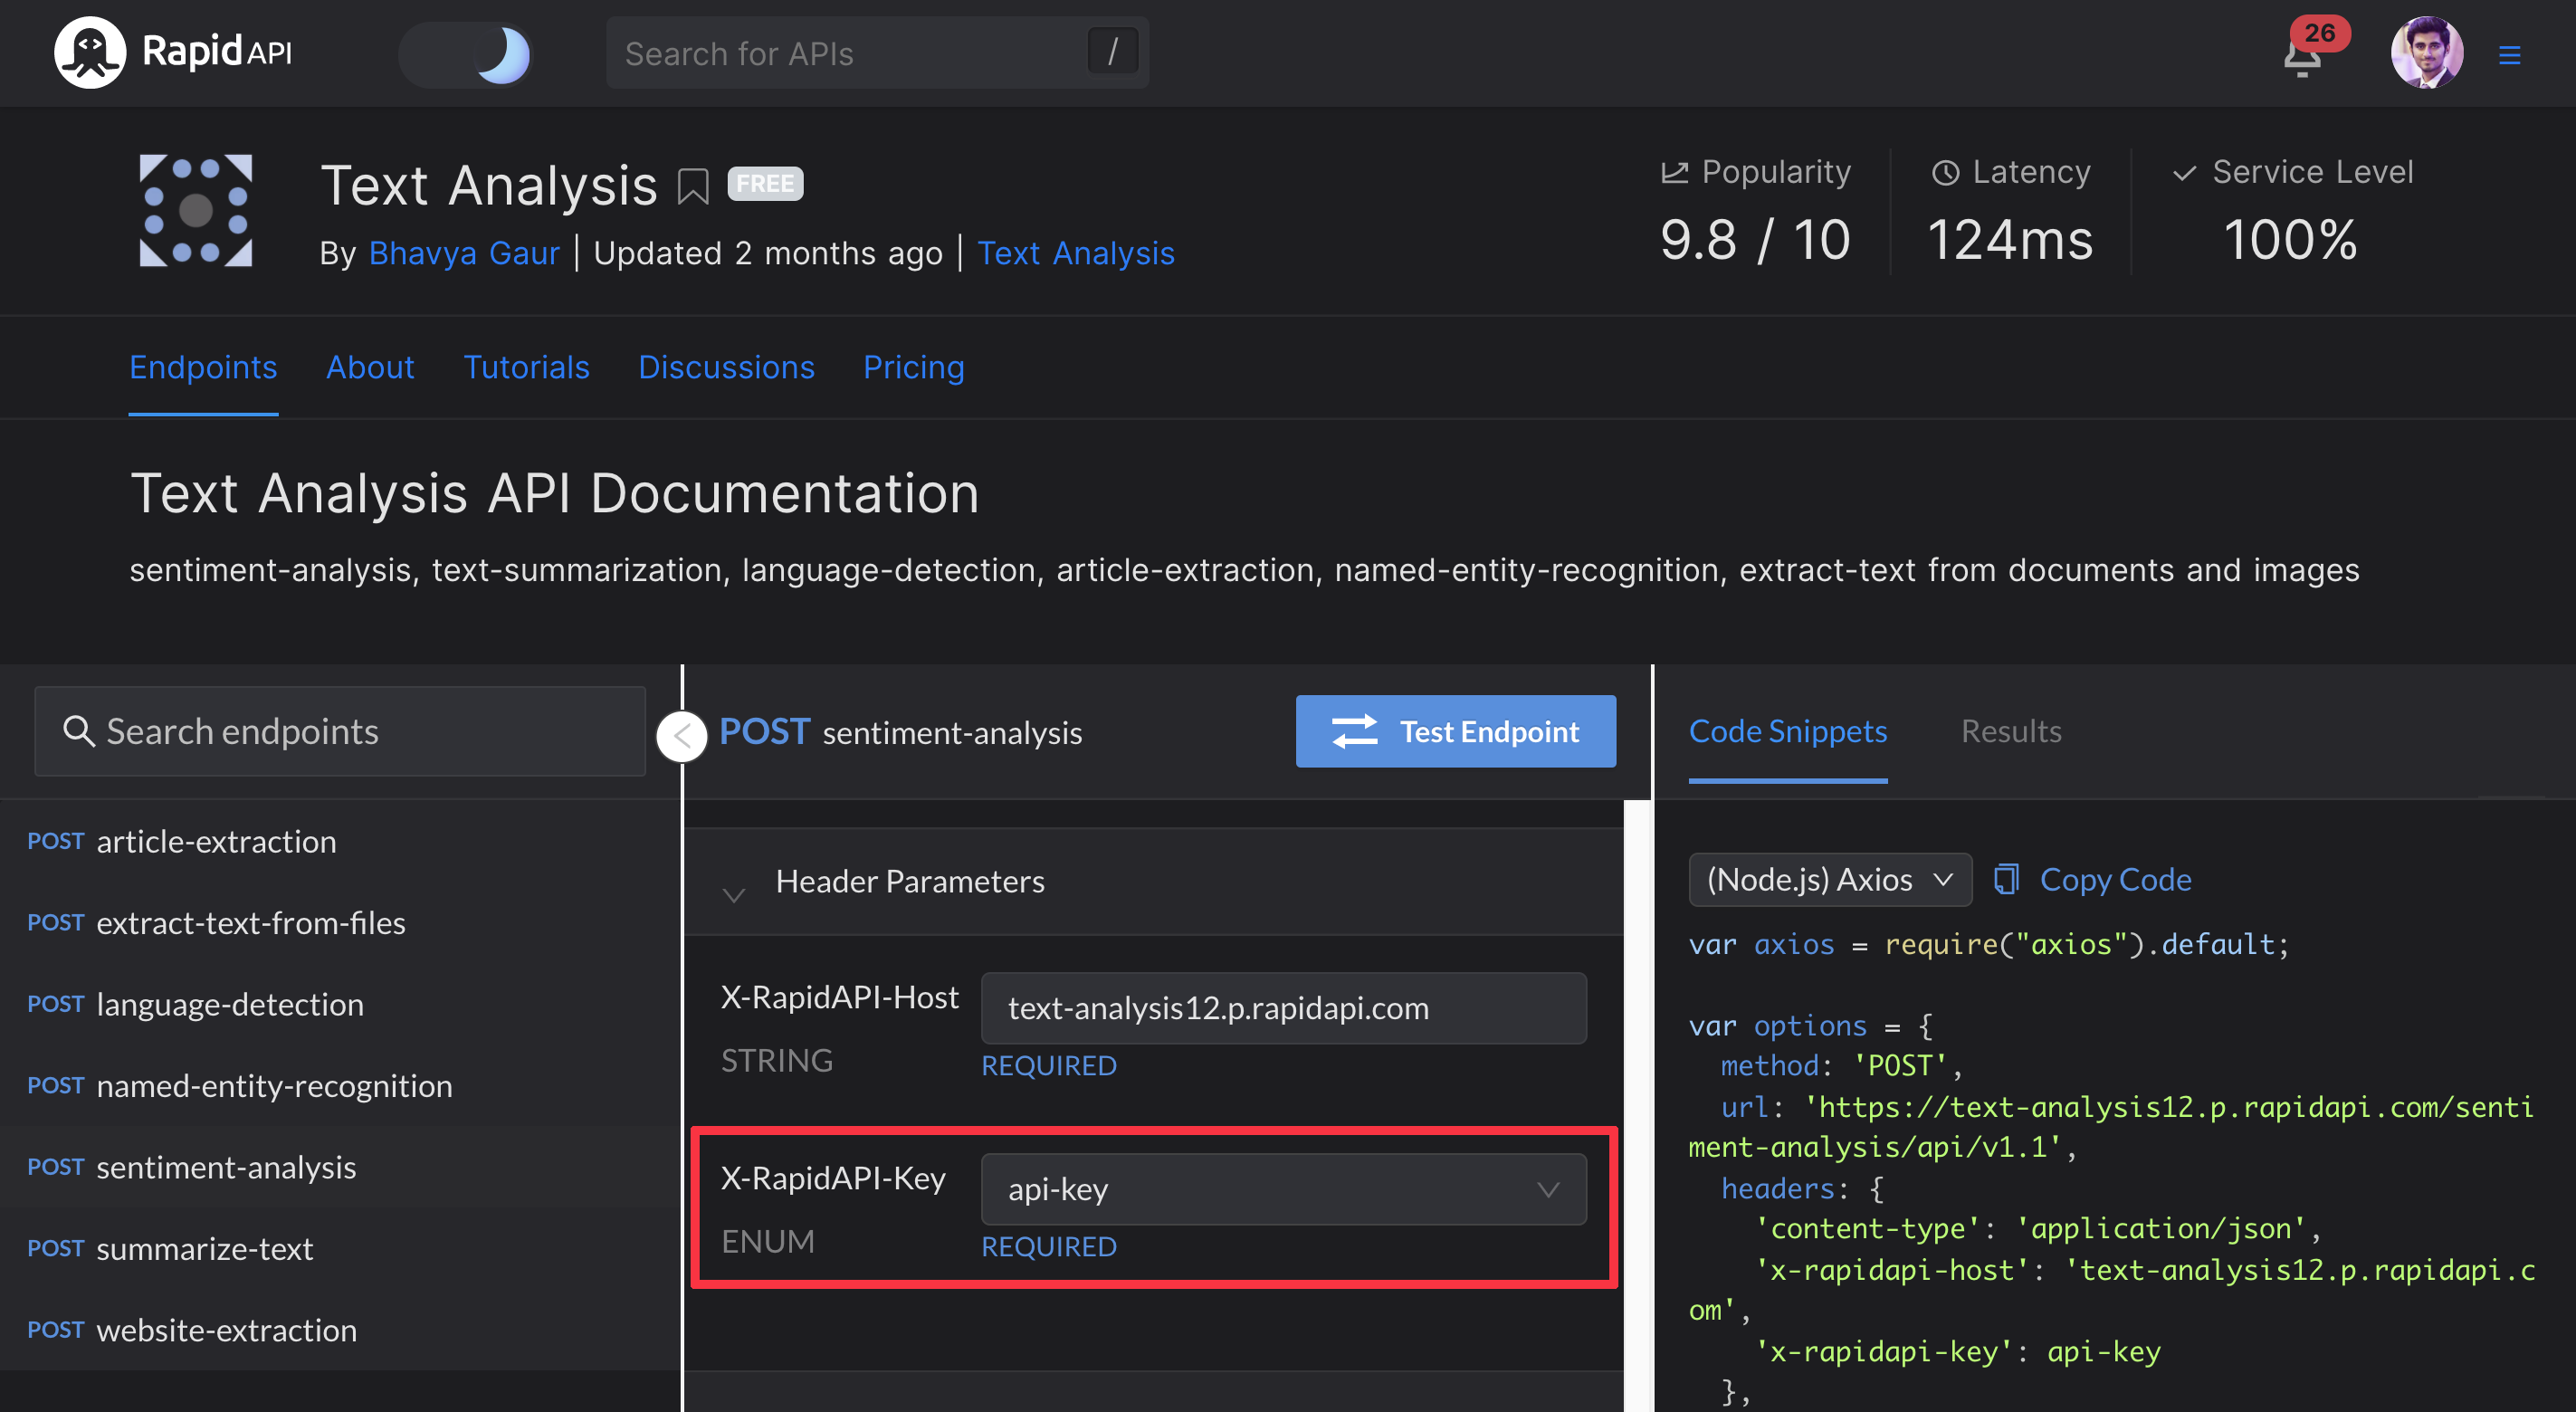 RapidAPI
Search for APIs /
26
Text Analysis FREE
By Bhavya Gaur | Updated 2 months ago | Text Analysis
Popularity
9.8 / 10
Latency
124ms
Service Level
100%
Endpoints About Tutorials Discussions Pricing
Text Analysis API Documentation
sentiment-analysis, text-summarization, language-detection, article-extraction, named-entity-recognition, extract-text from documents and images
Search endpoints
POST article-extraction
POST extract-text-from-files
POST language-detection
POST named-entity-recognition
POST sentiment-analysis
POST summarize-text
POST website-extraction
POST sentiment-analysis
Test Endpoint
Header Parameters
X-RapidAPI-Host
text-analysis12.p.rapidapi.com
STRING
REQUIRED
X-RapidAPI-Key
api-key
ENUM
REQUIRED
Code Snippets Results
(Node.js) Axios Copy Code
var axios = require("axios").default;
var options = {
method: 'POST',
url: 'https://text-analysis12.p.rapidapi.com/senti
ment-analysis/api/v1.1',
headers: {
'content-type': 'application/json',
'x-rapidapi-host': 'text-analysis12.p.rapidapi.c
om',
'x-rapidapi-key': api-key
},